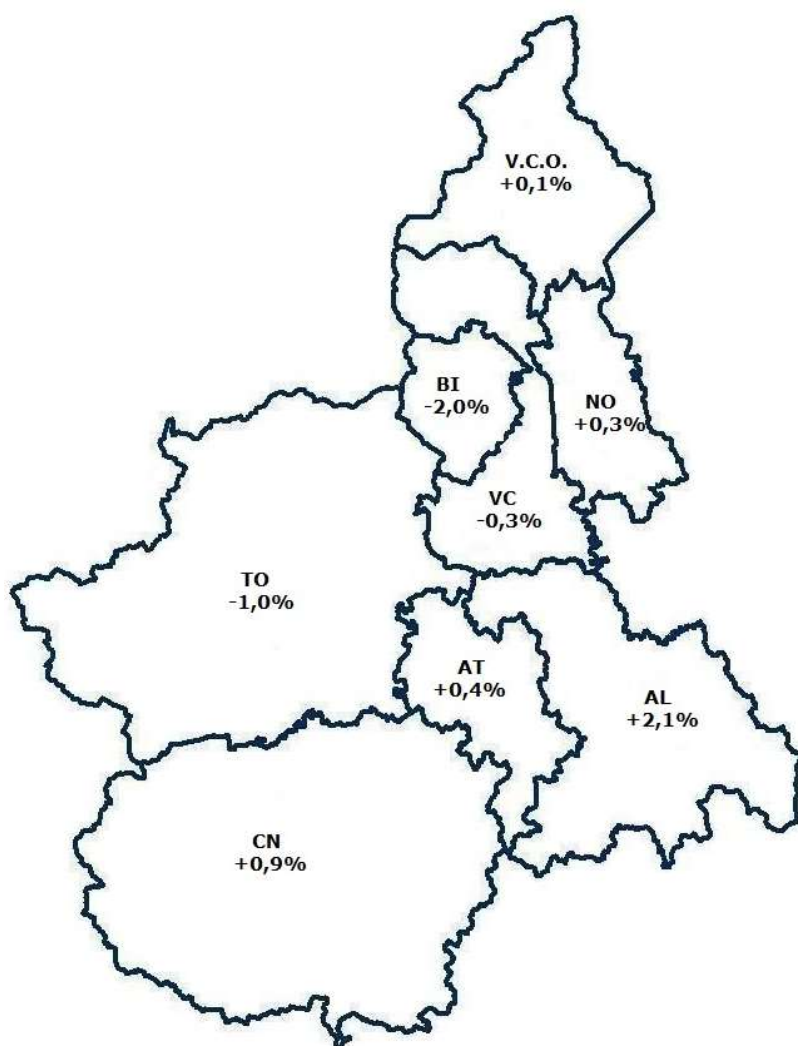 V.C.O.
+0,1%
BI
-2,0%
NO
+0,3%
VC
-0,3%
TO
-1,0%
AT
+0,4%
AL
+2,1%
CN
+0,9%